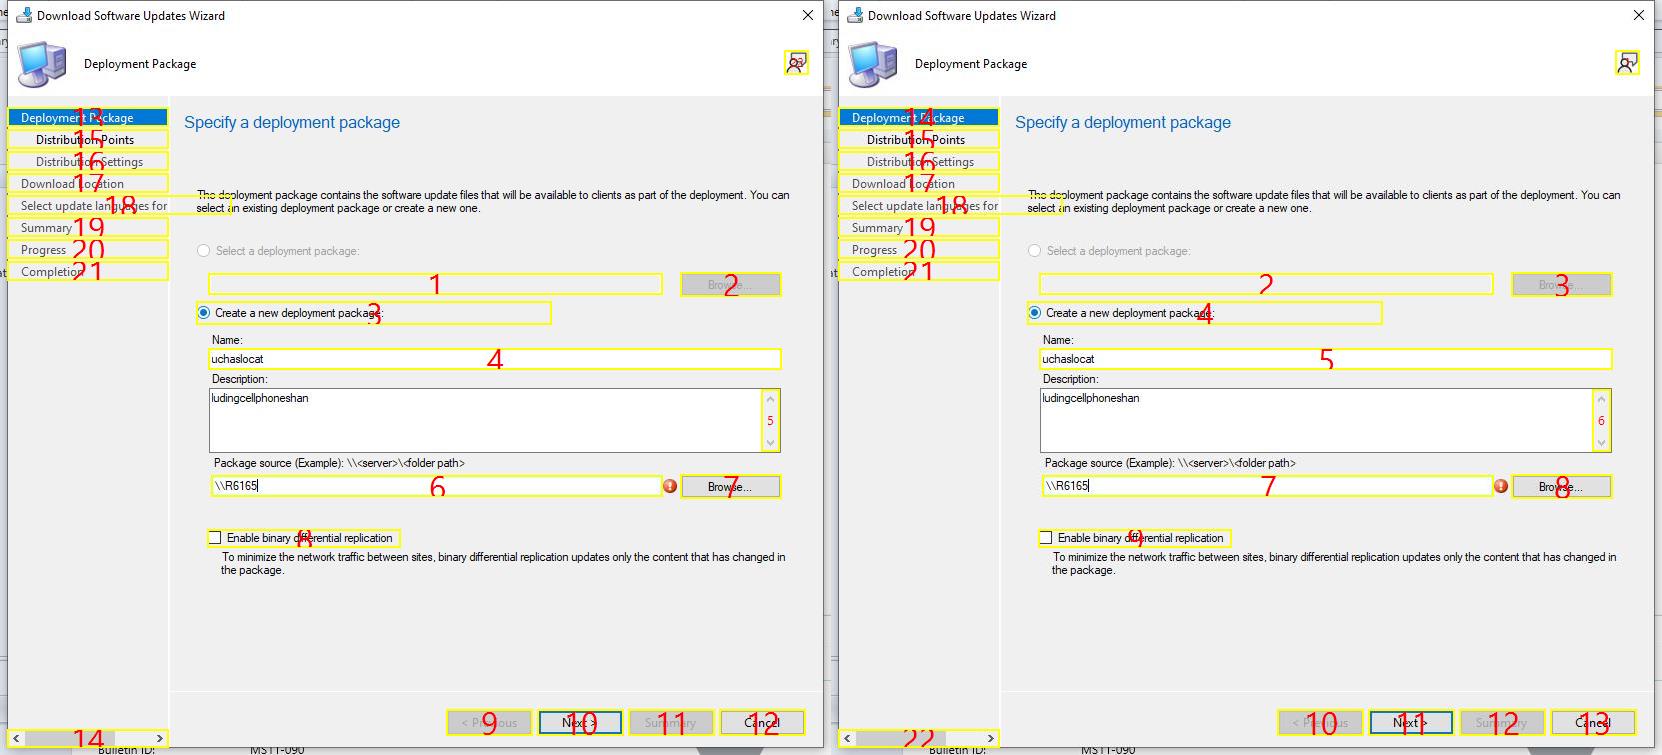 Download Software Updates Wizard
Deployment Package
13 Deployment Package
15 Distribution Points
16 Distribution Settings
17 Download Location
18 Select update languages for
19 Summary
20 Progress
21 Completion
14
Specify a deployment package
The deployment package contains the software update files that will be available to clients as part of the deployment. You can
select an existing deployment package or create a new one.
Select a deployment package:
1
2 Browse...
3 Create a new deployment package:
Name:
4 uchaslocat
Description:
ludingcellphoneshan
5
Package source (Example): \\<server>\<folder path>
6 \\R6165
7 Browse...
8 Enable binary differential replication
To minimize the network traffic between sites, binary differential replication updates only the content that has changed in
the package.
9 < Previous
10 Next >
11 Summary
12 Cancel
Bulletin ID: MS11-090
Download Software Updates Wizard
Deployment Package
14 Deployment Package
15 Distribution Points
16 Distribution Settings
17 Download Location
18 Select update languages for
19 Summary
20 Progress
21 Completion
22
Specify a deployment package
The deployment package contains the software update files that will be available to clients as part of the deployment. You can
select an existing deployment package or create a new one.
Select a deployment package:
2
3 Browse...
4 Create a new deployment package:
Name:
5 uchaslocat
Description:
ludingcellphoneshan
6
Package source (Example): \\<server>\<folder path>
7 \\R6165
8 Browse...
9 Enable binary differential replication
To minimize the network traffic between sites, binary differential replication updates only the content that has changed in
the package.
10 < Previous
11 Next >
12 Summary
13 Cancel
Bulletin ID: MS11-090